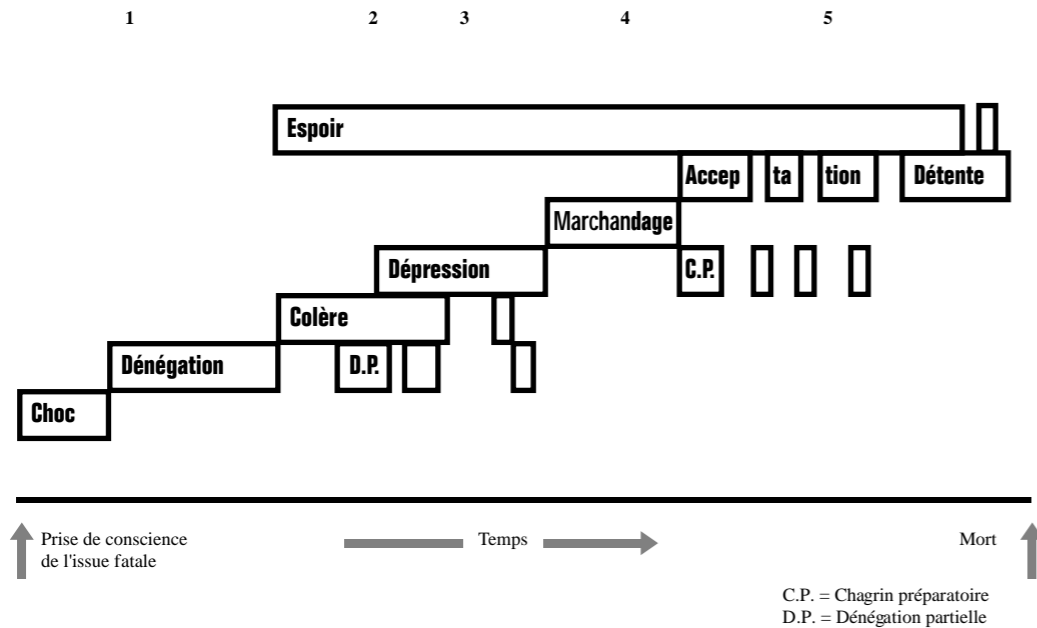 1 2 3 4 5
Espoir
Accep ta tion Détente
Marchandage
Dépression C.P.
Colère
Dénégation D.P.
Choc
Prise de conscience Temps Mort
de l'issue fatale
C.P. = Chagrin préparatoire
D.P. = Dénégation partielle